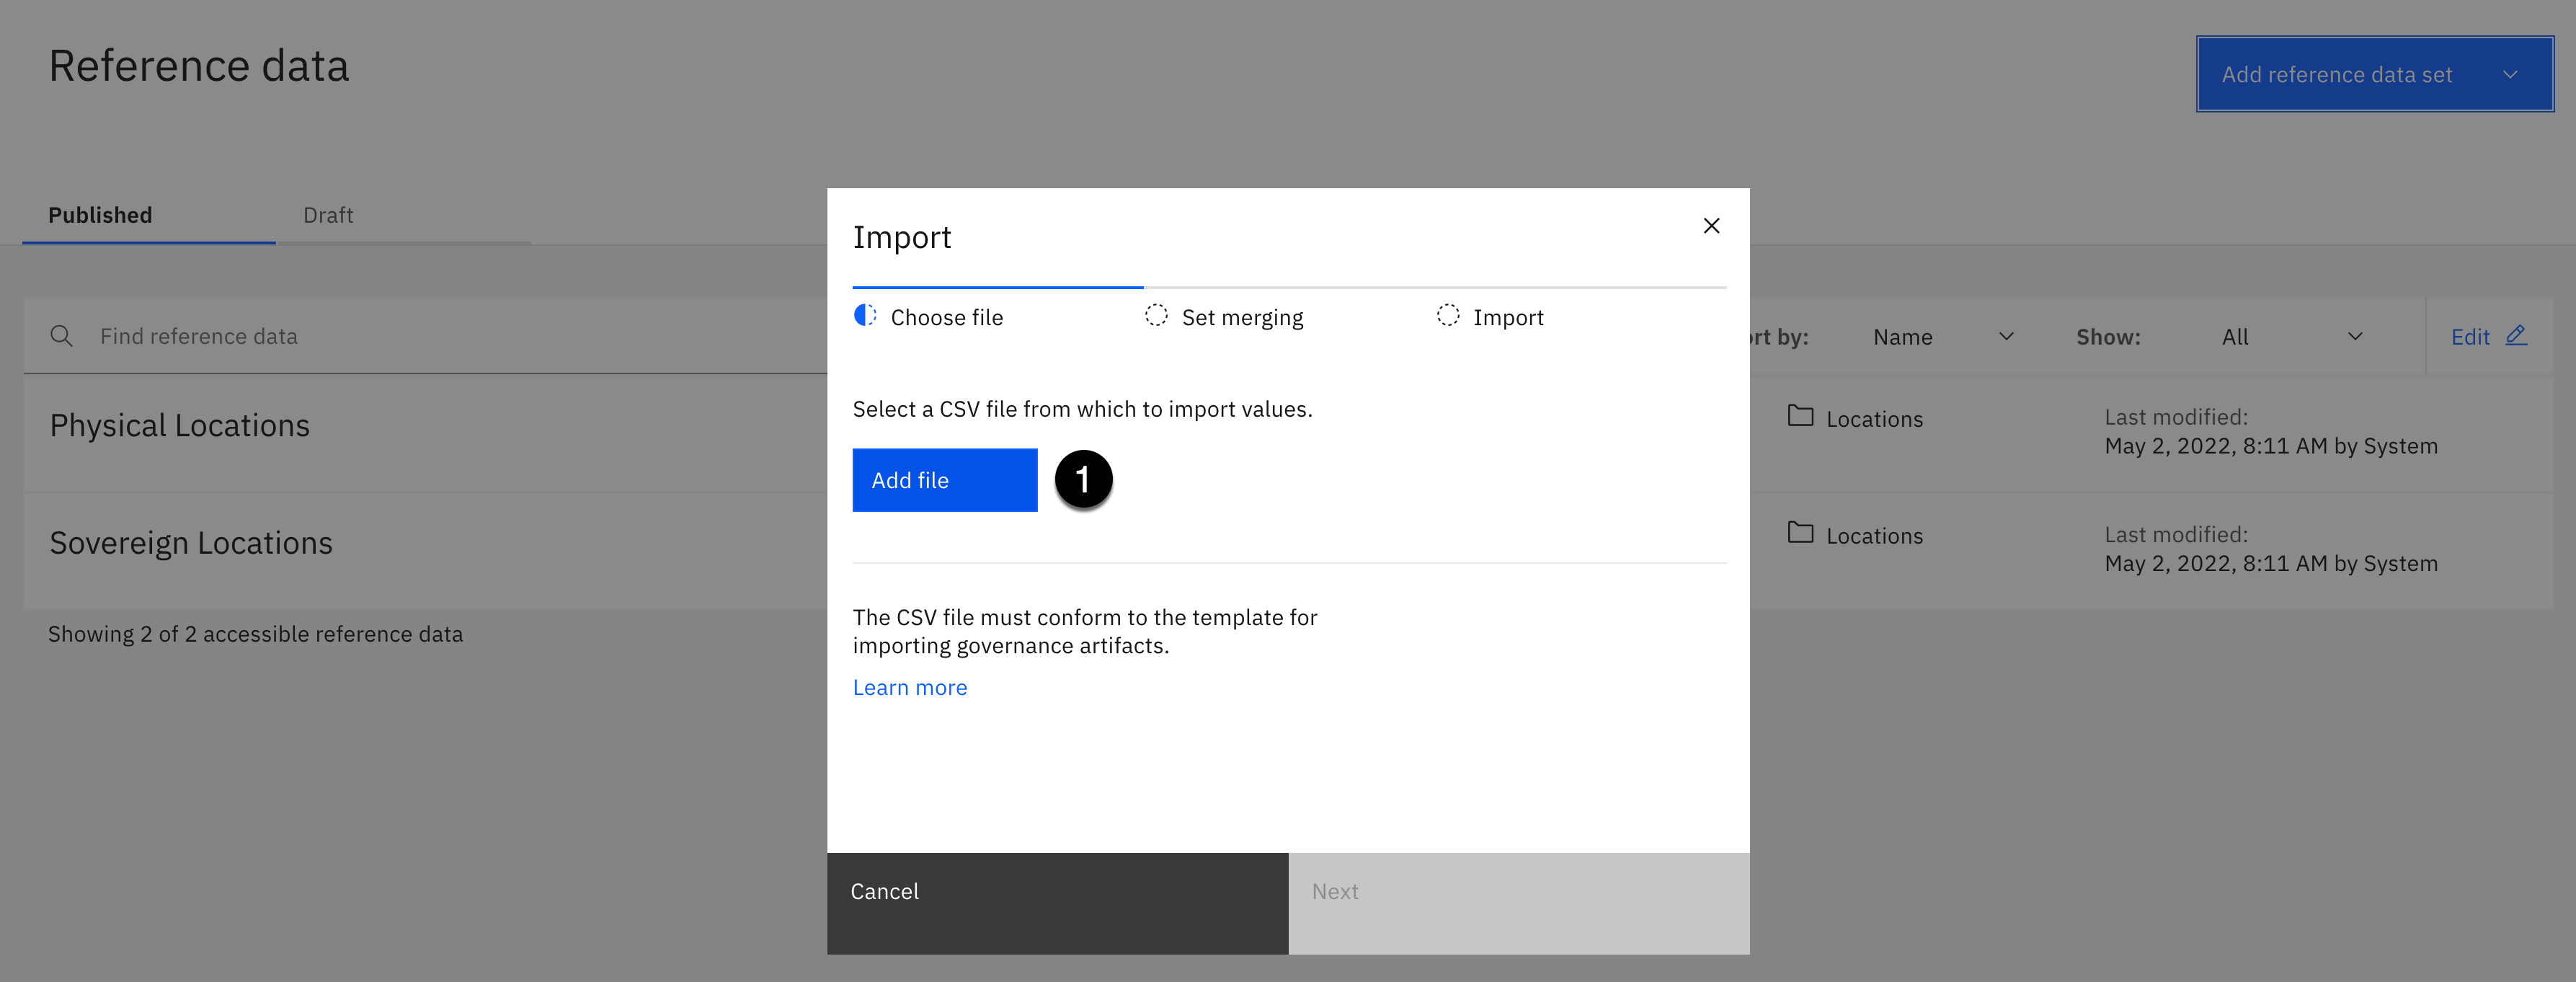 Reference data
Add reference data set
Published
Draft
Import
Choose file
Set merging
Import
Find reference data
rt by:
Name
Show:
All
Edit
Select a CSV file from which to import values.
Physical Locations
Locations
Last modified:
May 2, 2022, 8:11 AM by System
Add file
1
Sovereign Locations
Locations
Last modified:
May 2, 2022, 8:11 AM by System
Showing 2 of 2 accessible reference data
The CSV file must conform to the template for
importing governance artifacts.
Learn more
Cancel
Next